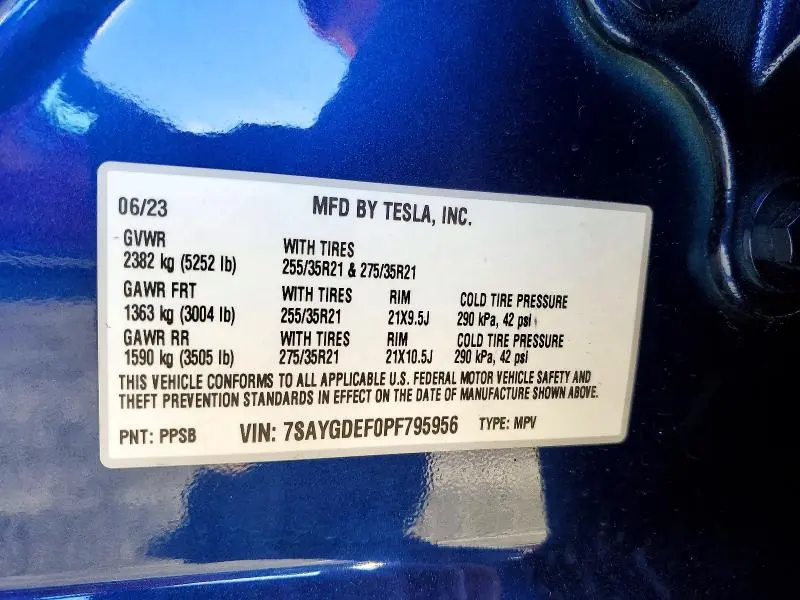 06/23 MFD BY TESLA, INC.
GVWR WITH TIRES
2382 kg (5252 lb) 255/35R21 & 275/35R21
GAWR FRT WITH TIRES RIM COLD TIRE PRESSURE
1363 kg (3004 lb) 255/35R21 21X9.5J 290 kPa, 42 psi
GAWR RR WITH TIRES RIM COLD TIRE PRESSURE
1590 kg (3505 lb) 275/35R21 21X10.5J 290 kPa, 42 psi
THIS VEHICLE CONFORMS TO ALL APPLICABLE U.S. FEDERAL MOTOR VEHICLE SAFETY AND
THEFT PREVENTION STANDARDS IN EFFECT ON THE DATE OF MANUFACTURE SHOWN ABOVE.
PNT: PPSB VIN: 7SAYGDEF0PF795956 TYPE: MPV